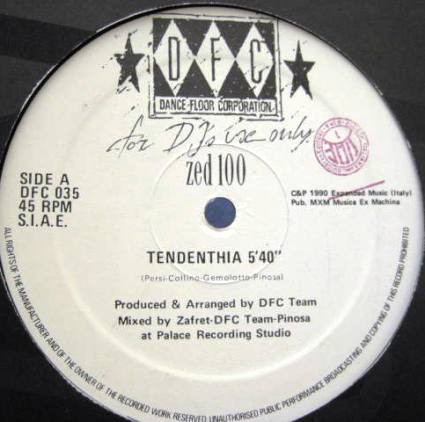 D F C
DANCE-FLOOR CORPORATION
for DJs use only
zed 100
SIDE A
DFC 035
45 RPM
S.I.A.E.
C&P 1990 Expanded Music (Italy)
Pub. MXM Musica Ex Machina
TENDENTHIA 5'40"
(Persi-Collino-Gemolotto-Pinosa)
Produced & Arranged by DFC Team
Mixed by Zafret-DFC Team-Pinosa
at Palace Recording Studio
ALL RIGHTS OF THE MANUFACTURER AND OF THE OWNER OF THE RECORDED WORK RESERVED. UNAUTHORISED PUBLIC PERFORMANCE BROADCASTING AND COPYING OF THIS RECORD PROHIBITED